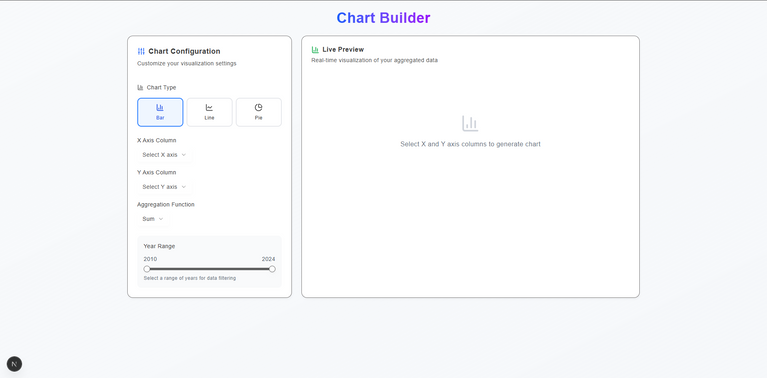 Chart Builder
Chart Configuration
Customize your visualization settings
Chart Type
Bar
Line
Pie
X Axis Column
Select X axis
Y Axis Column
Select Y axis
Aggregation Function
Sum
Year Range
2010
2024
Select a range of years for data filtering
Live Preview
Real-time visualization of your aggregated data
Select X and Y axis columns to generate chart
N